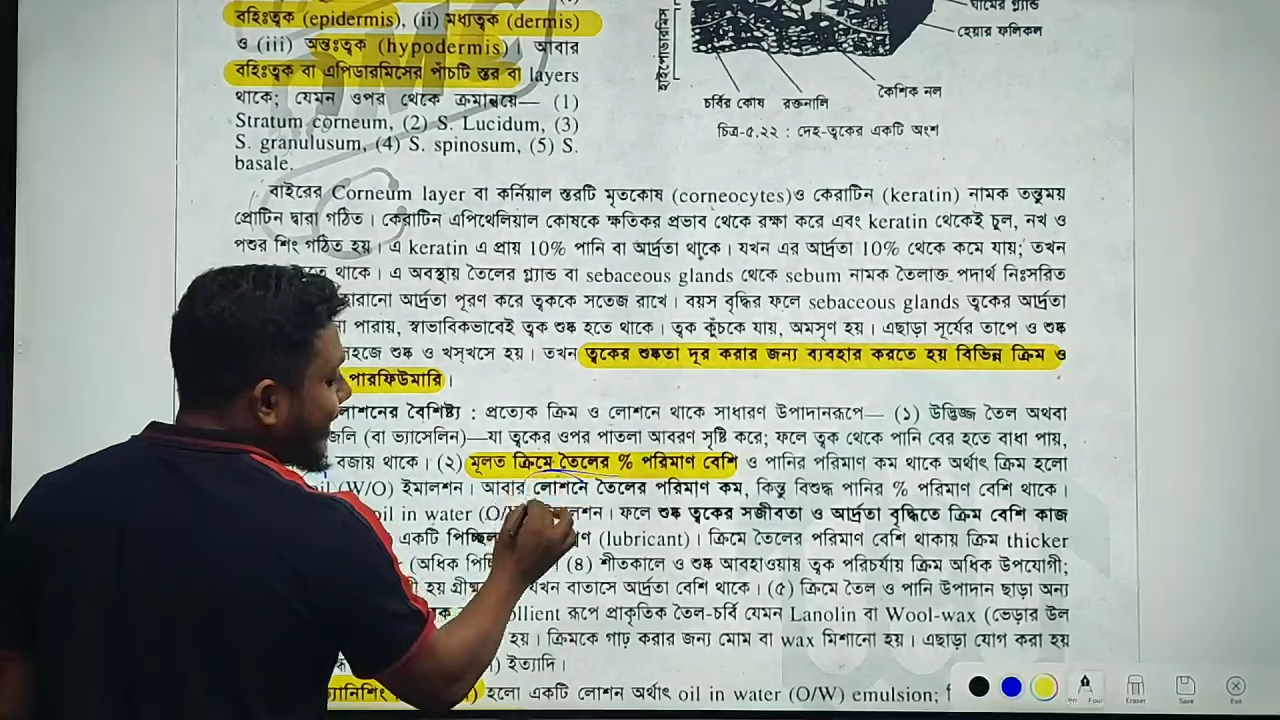 বহিঃত্বক (epidermis), (ii) মধ্যত্বক (dermis)
ও (iii) অন্তঃত্বক (hypodermis)। আবার
বহিঃত্বক বা এপিডারমিসের পাঁচটি স্তর বা layers
থাকে; যেমন ওপর থেকে ক্রমান্বয়ে— (1)
Stratum corneum, (2) S. Lucidum, (3)
S. granulusum, (4) S. spinosum, (5) S.
basale.
হাইপোডারমিস
ঘামের গ্ল্যান্ড
হেয়ার ফলিকল
কৈশিক নল
চর্বির কোষ রক্তনালি
চিত্র-৫.২২ : দেহ-ত্বকের একটি অংশ
বাইরের Corneum layer বা কর্নিয়াল স্তরটি মৃতকোষ (corneocytes)ও কেরাটিন (keratin) নামক তন্তুময়
প্রোটিন দ্বারা গঠিত। কেরাটিন এপিথেলিয়াল কোষকে ক্ষতিকর প্রভাব থেকে রক্ষা করে এবং keratin থেকেই চুল, নখ ও
পশুর শিং গঠিত হয়। এ keratin এ প্রায় 10% পানি বা আর্দ্রতা থাকে। যখন এর আর্দ্রতা 10% থেকে কমে যায়; তখন
থাকে। এ অবস্থায় তৈলের গ্ল্যান্ড বা sebaceous glands থেকে sebum নামক তৈলাক্ত পদার্থ নিঃসরিত
হারানো আর্দ্রতা পূরণ করে ত্বককে সতেজ রাখে। বয়স বৃদ্ধির ফলে sebaceous glands ত্বকের আর্দ্রতা
না পারায়, স্বাভাবিকভাবেই ত্বক শুষ্ক হতে থাকে। ত্বক কুঁচকে যায়, অমসৃণ হয়। এছাড়া সূর্যের তাপে ও শুষ্ক
সহজে শুষ্ক ও খস্‌খসে হয়। তখন ত্বকের শুষ্কতা দূর করার জন্য ব্যবহার করতে হয় বিভিন্ন ক্রিম ও
পারফিউমারি।
লোশনের বৈশিষ্ট্য : প্রত্যেক ক্রিম ও লোশনে থাকে সাধারণ উপাদানরূপে— (১) উদ্ভিজ্জ তৈল অথবা
জেলি (বা ভ্যাসেলিন)—যা ত্বকের ওপর পাতলা আবরণ সৃষ্টি করে; ফলে ত্বক থেকে পানি বের হতে বাধা পায়,
বজায় থাকে। (২) মূলত ক্রিমে তৈলের % পরিমাণ বেশি ও পানির পরিমাণ কম থাকে অর্থাৎ ক্রিম হলো
oil (W/O) ইমালশন। আবার লোশনে তৈলের পরিমাণ কম, কিন্তু বিশুদ্ধ পানির % পরিমাণ বেশি থাকে।
oil in water ফলে শুষ্ক ত্বকের সজীবতা ও আর্দ্রতা বৃদ্ধিতে ক্রিম বেশি কাজ
একটি (lubricant)। ক্রিমে তৈলের পরিমাণ বেশি থাকায় ক্রিম thicker
(অধিক (৪) শীতকালে ও শুষ্ক আবহাওয়ায় ত্বক পরিচর্যায় ক্রিম অধিক উপযোগী;
হয় যখন বাতাসে আর্দ্রতা বেশি থাকে। (৫) ক্রিমে তৈল ও পানি উপাদান ছাড়া অন্য
রূপে প্রাকৃতিক তৈল-চর্বি যেমন Lanolin বা Wool-wax (ভেড়ার উল
হয়। ক্রিমকে গাঢ় করার জন্য মোম বা wax মিশানো হয়। এছাড়া যোগ করা হয়
ইত্যাদি।
হলো একটি লোশন অর্থাৎ oil in water (O/W) emulsion;
Eraser
Save
Exit